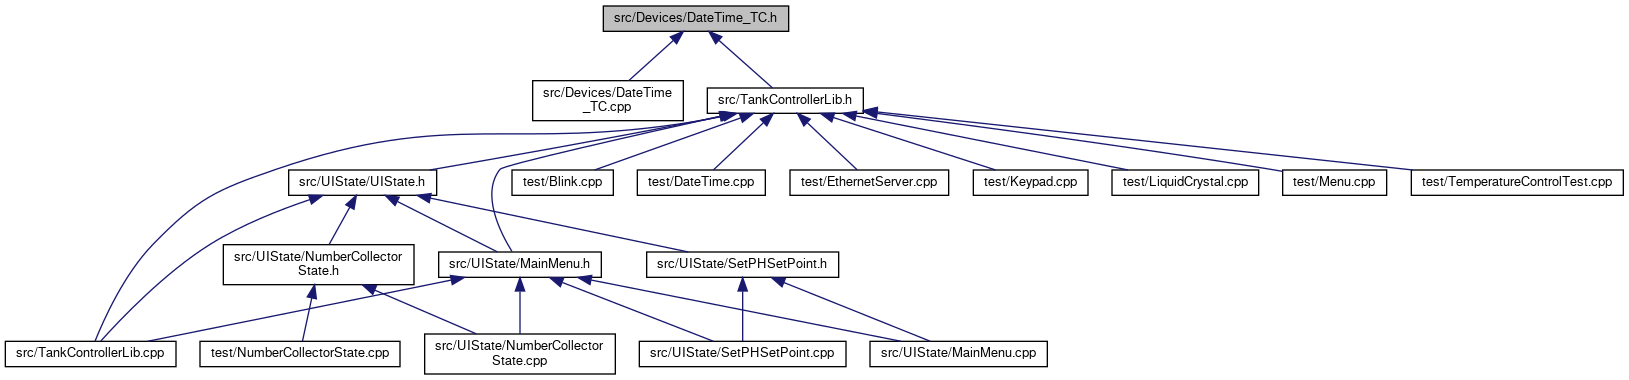 src/Devices/DateTime_TC.h
src/Devices/DateTime
_TC.cpp
src/TankControllerLib.h
src/UIState/UIState.h
test/Blink.cpp
test/DateTime.cpp
test/EthernetServer.cpp
test/Keypad.cpp
test/LiquidCrystal.cpp
test/Menu.cpp
test/TemperatureControlTest.cpp
src/UIState/NumberCollector
State.h
src/UIState/MainMenu.h
src/UIState/SetPHSetPoint.h
src/TankControllerLib.cpp
test/NumberCollectorState.cpp
src/UIState/NumberCollector
State.cpp
src/UIState/SetPHSetPoint.cpp
src/UIState/MainMenu.cpp